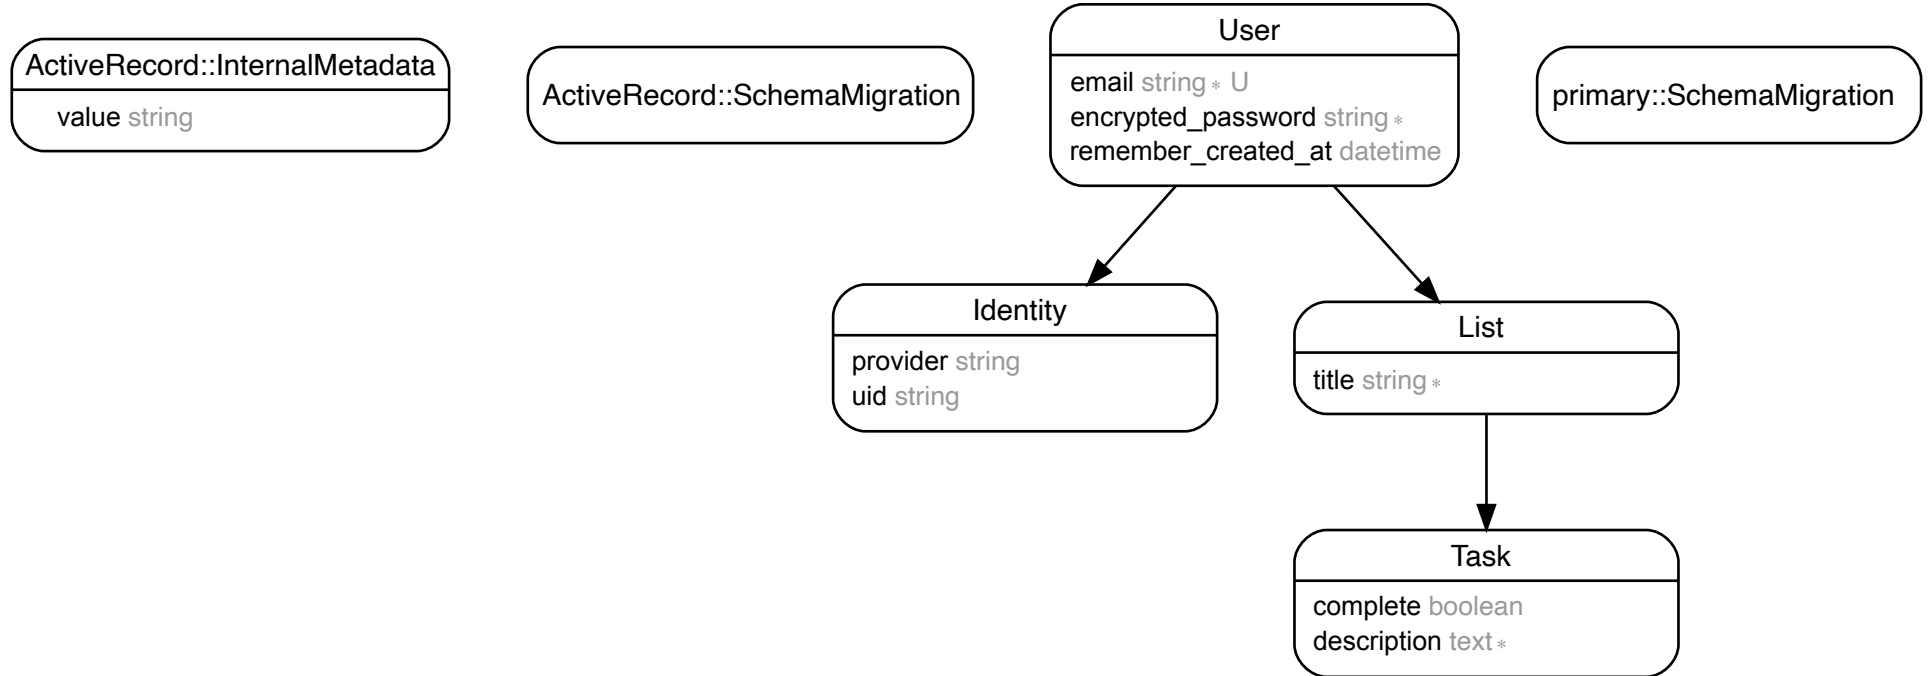 ActiveRecord::InternalMetadata
value string
ActiveRecord::SchemaMigration
User
email string ∗ U
encrypted_password string ∗
remember_created_at datetime
primary::SchemaMigration
Identity
provider string
uid string
List
title string ∗
Task
complete boolean
description text ∗